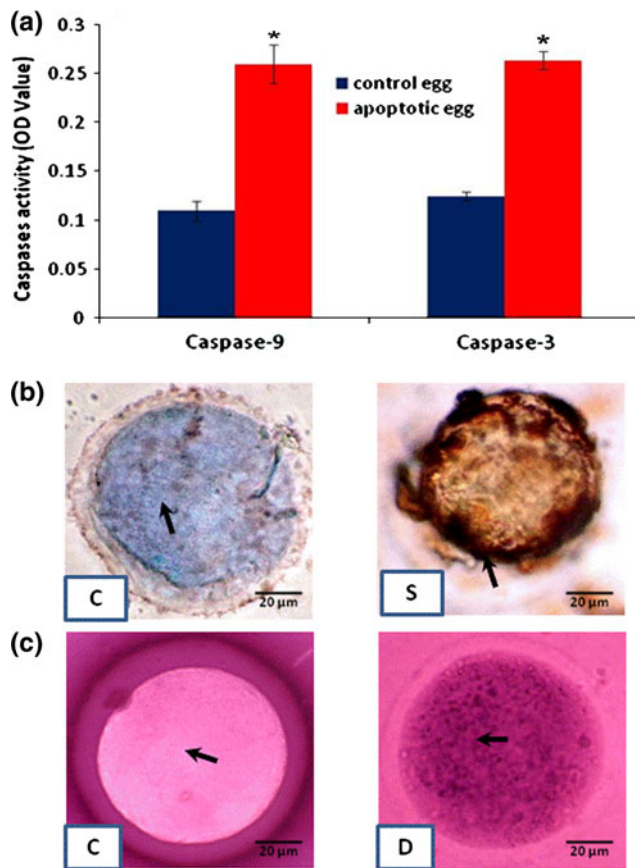 (a)
0.3
0.25
0.2
0.15
0.1
0.05
0
Caspases activity (OD Value)
*
*
control egg
apoptotic egg
Caspase-9
Caspase-3
(b)
C
20 µm
S
20 µm
(c)
C
20 µm
D
20 µm